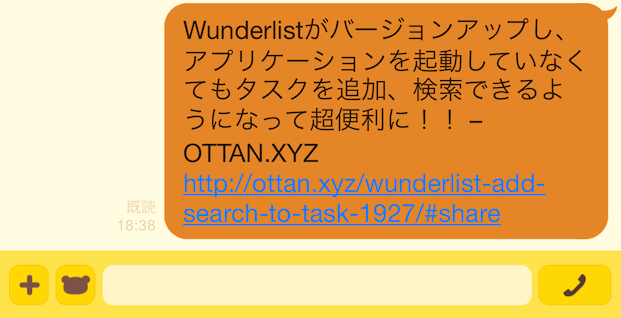 Wunderlistがバージョンアップし、
アプリケーションを起動していなく
てもタスクを追加、検索できるよ
うになって超便利に！！ –
OTTAN.XYZ
http://ottan.xyz/wunderlist-add-
search-to-task-1927/#share
既読
18:38